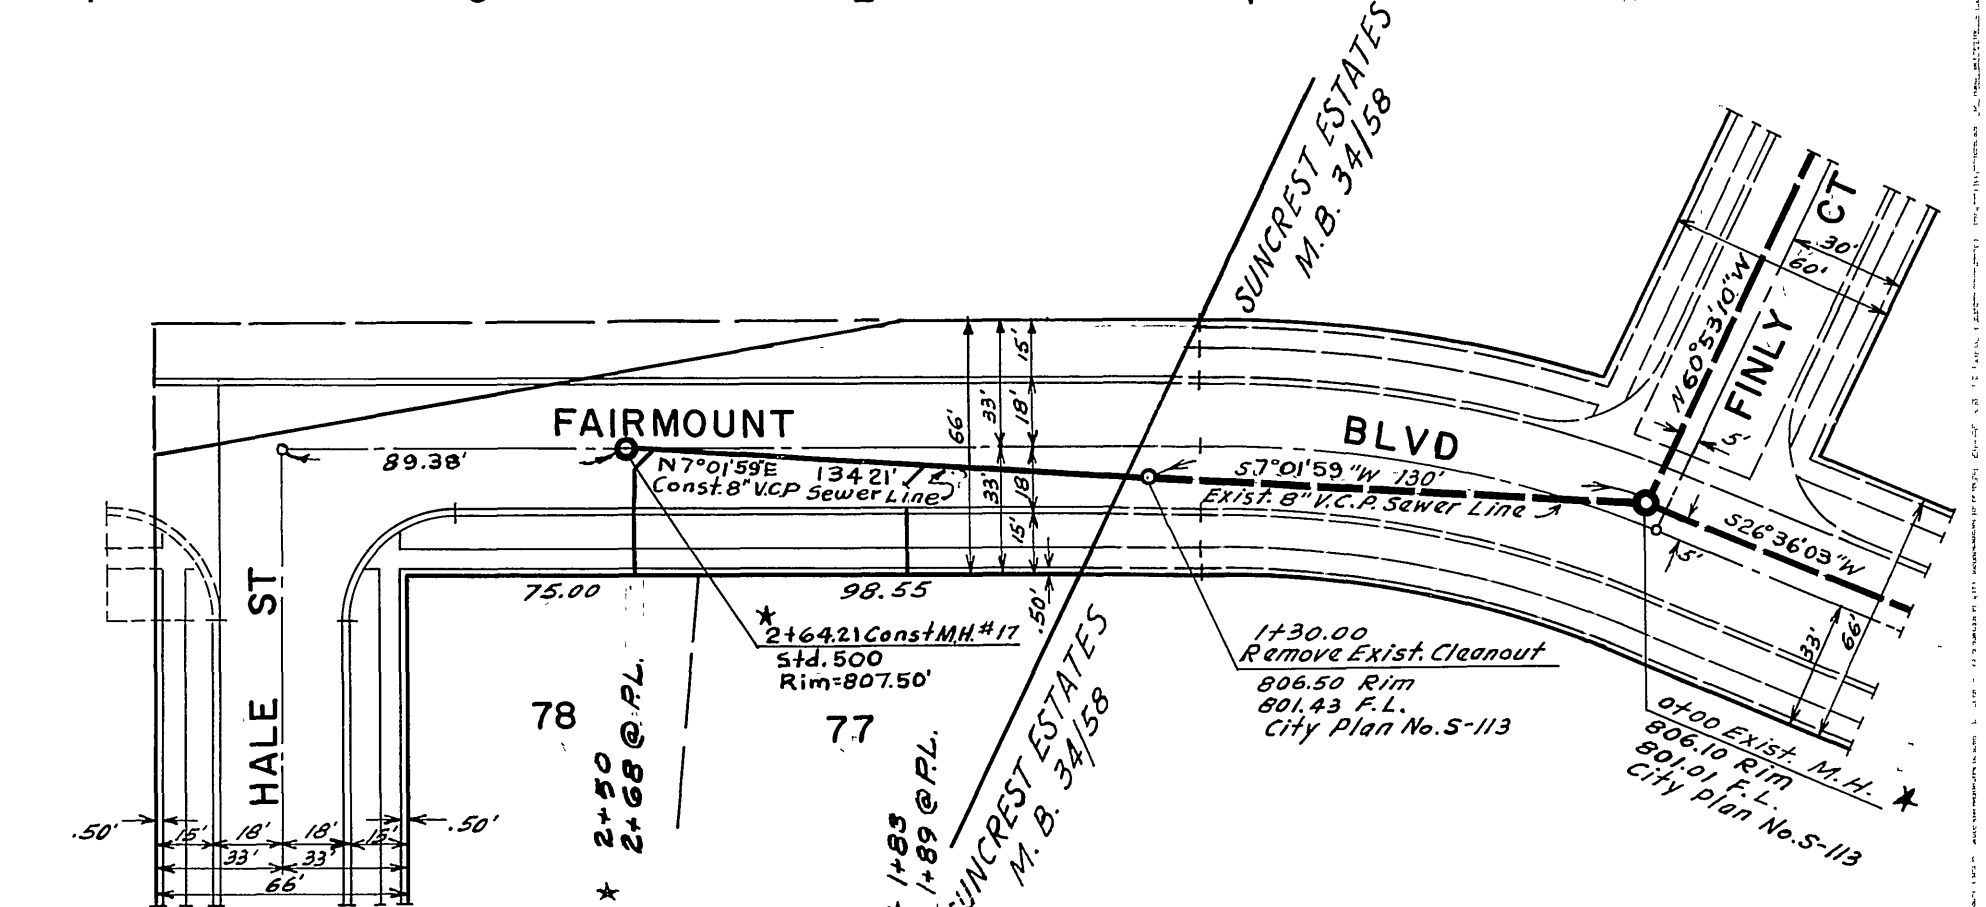 SUNCREST ESTATES
M.B. 34/58
CT
30'
60'
N60°53'10"W
FINLY
5'
5'
S26°36'03"W
33'
66'
FAIRMOUNT
BLVD
89.38'
N7°01'59"E
134.21'
Const. 8" V.C.P Sewer Line
66'
33'
33'
15'
18'
18'
15'
.50'
S7°01'59"W 130'
Exist. 8" V.C.P. Sewer Line
75.00
98.55
2+64.21 Const M.H. #17
Std. 500
Rim=807.50'
1+30.00
Remove Exist. Cleanout
806.50 Rim
801.43 F.L.
City Plan No. S-113
0+00 Exist. M.H.
806.10 Rim
801.01 F.L.
City Plan No. S-113
HALE ST
78
77
2+50
2+68 @ P.L.
1+83
1+89 @ P.L.
SUNCREST ESTATES
M.B. 34/58
.50'
15'
18'
18'
15'
.50'
33'
33'
66'